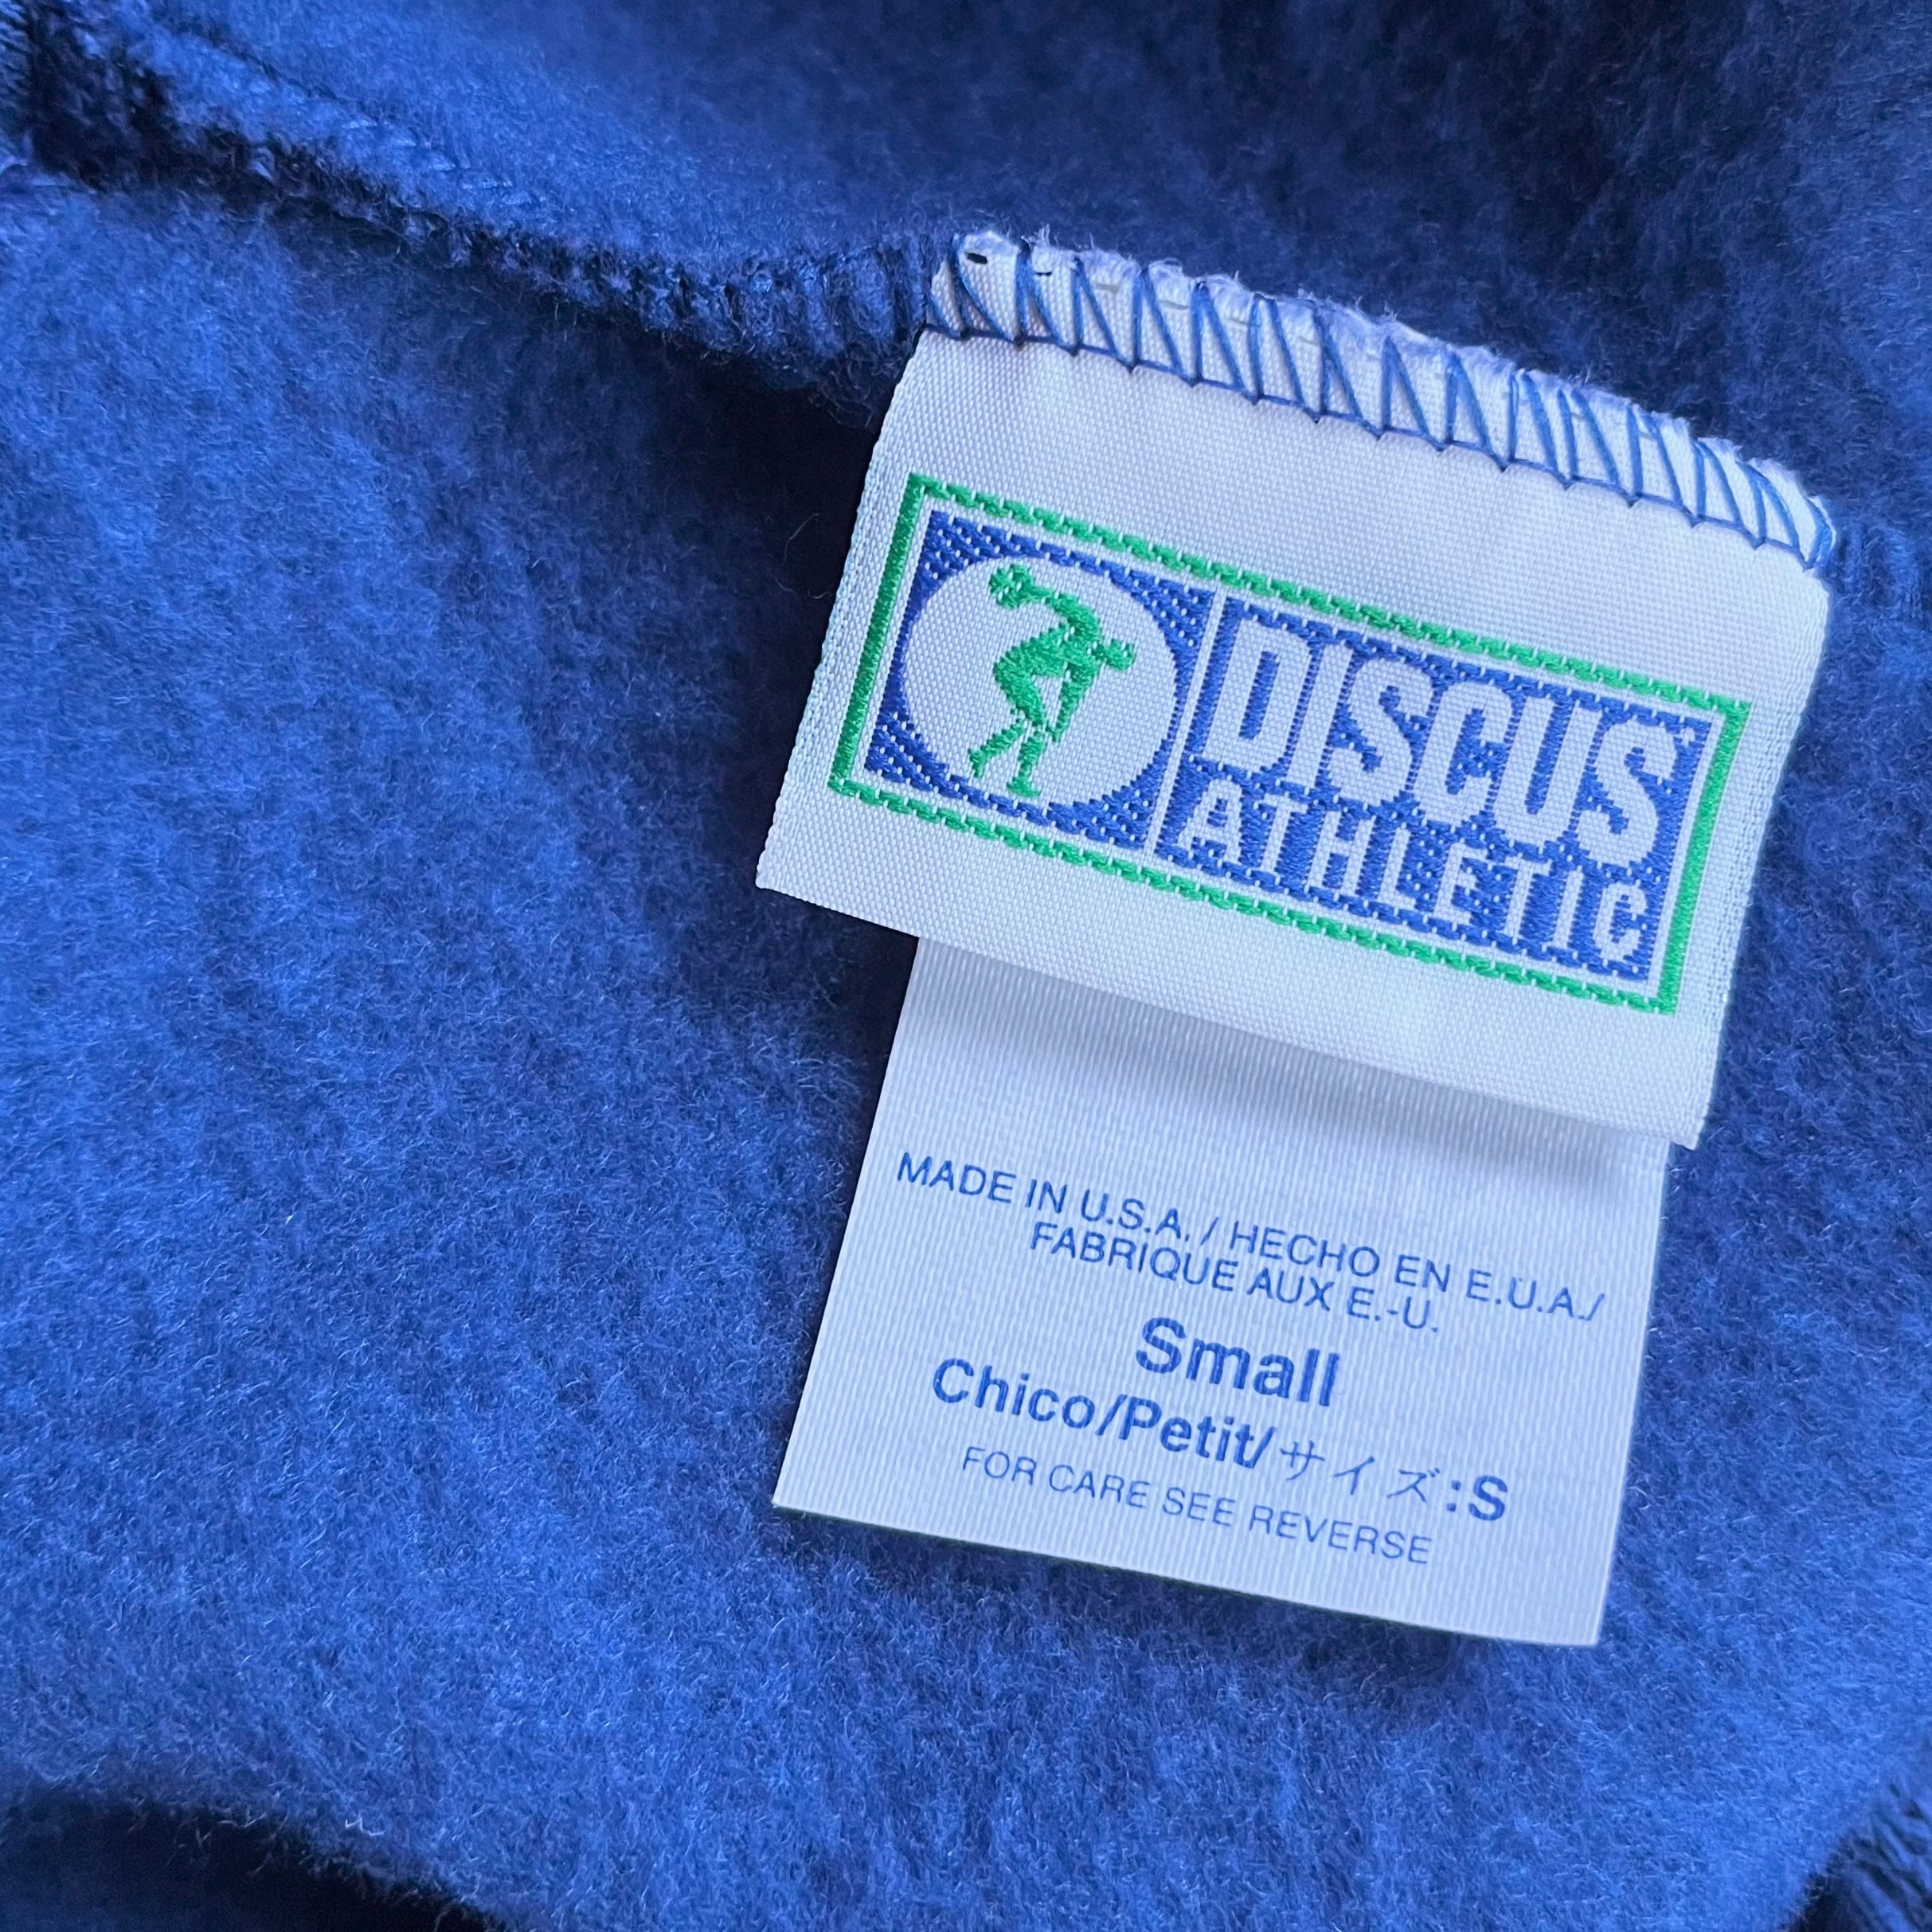 DISCUS
ATHLETIC
MADE IN U.S.A. / HECHO EN E.U.A./
FABRIQUE AUX E.-U.
Small
Chico/Petit/サイズ:S
FOR CARE SEE REVERSE